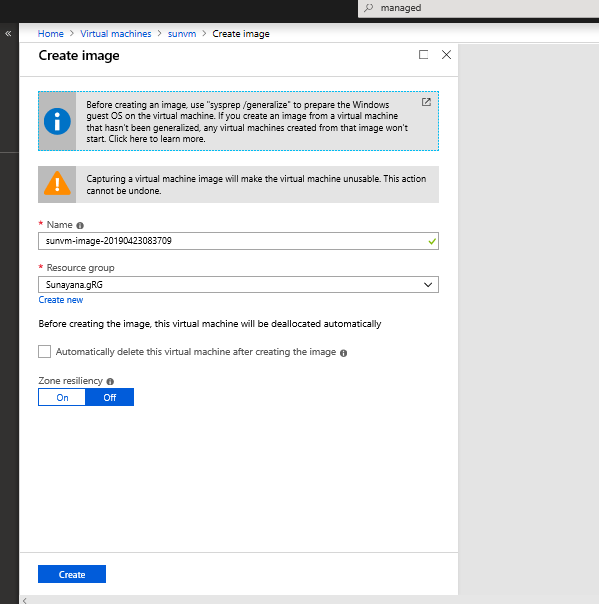 managed
«
Home > Virtual machines > sunvm > Create image
Create image
Before creating an image, use "sysprep /generalize" to prepare the Windows
guest OS on the virtual machine. If you create an image from a virtual machine
that hasn't been generalized, any virtual machines created from that image won't
start. Click here to learn more.
Capturing a virtual machine image will make the virtual machine unusable. This action
cannot be undone.
* Name
sunvm-image-20190423083709
* Resource group
Sunayana.gRG
Create new
Before creating the image, this virtual machine will be deallocated automatically
Automatically delete this virtual machine after creating the image
Zone resiliency
On Off
Create